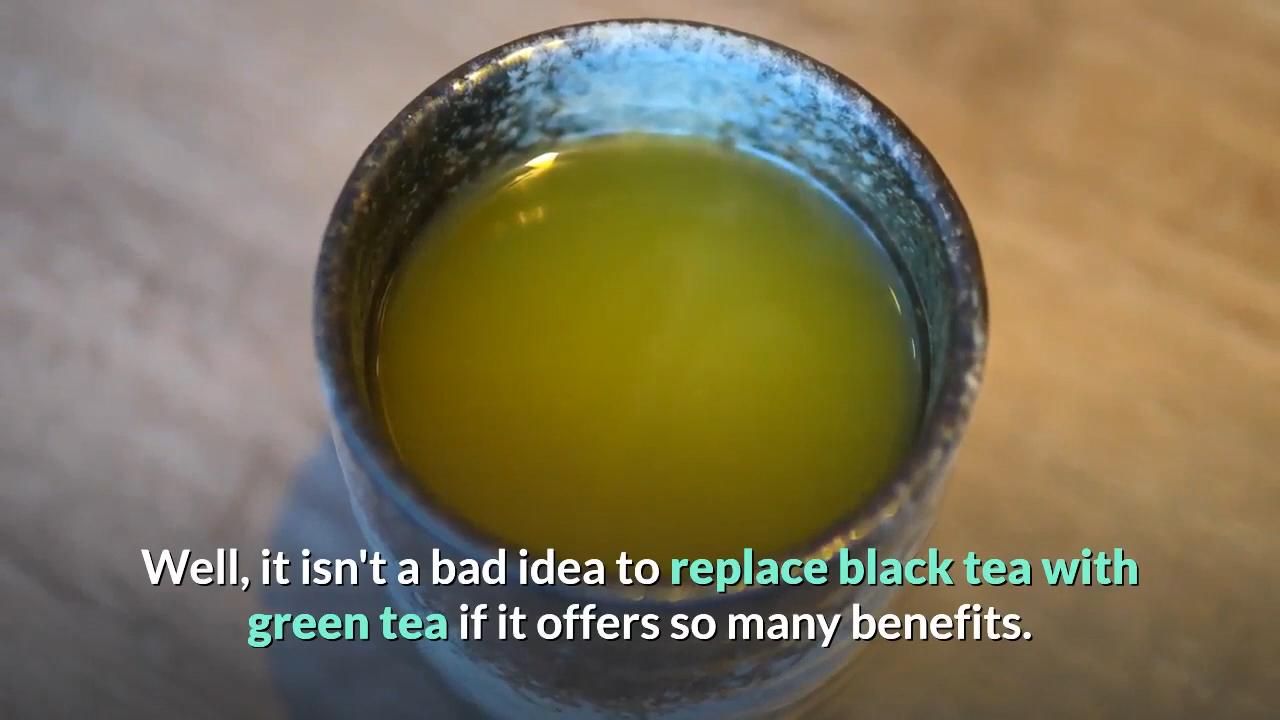 Well, it isn't a bad idea to replace black tea with
green tea if it offers so many benefits.